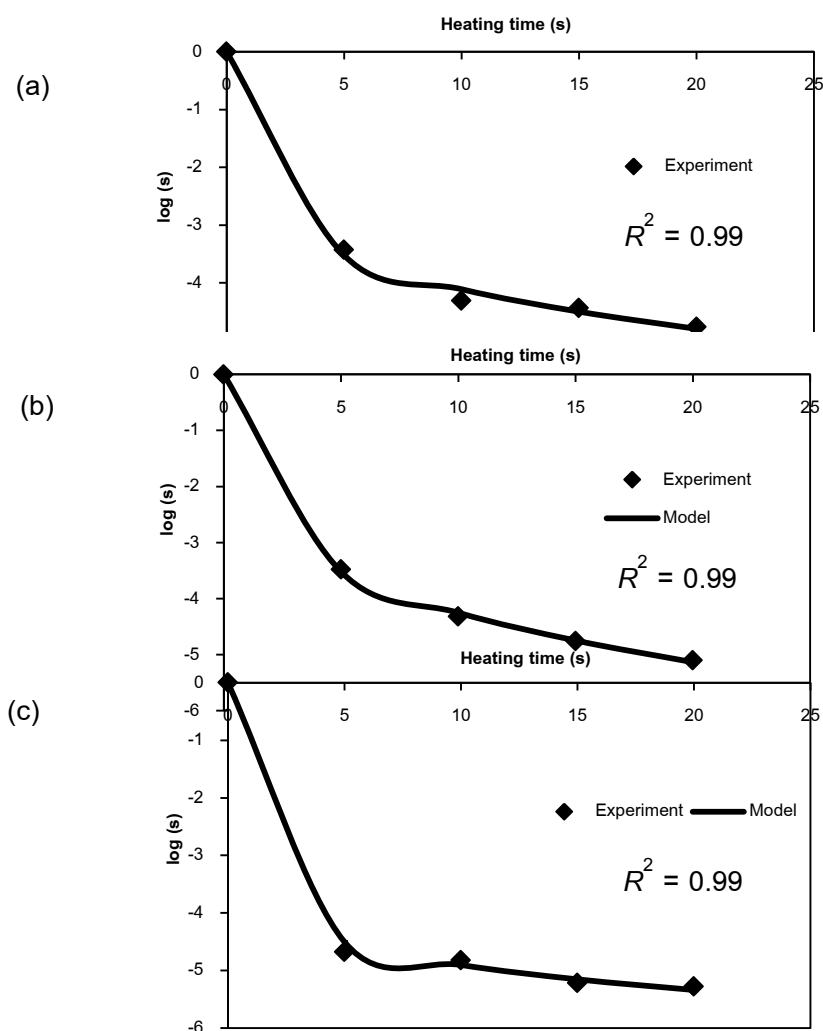 Heating time (s)
(a)
0
0 5 10 15 20 25
-1
-2
-3
-4
log (s)
Experiment
R² = 0.99
Heating time (s)
(b)
0
0 5 10 15 20 25
-1
-2
-3
-4
-5
-6
log (s)
Experiment
Model
R² = 0.99
Heating time (s)
(c)
0
0 5 10 15 20 25
-1
-2
-3
-4
-5
-6
log (s)
Experiment Model
R² = 0.99